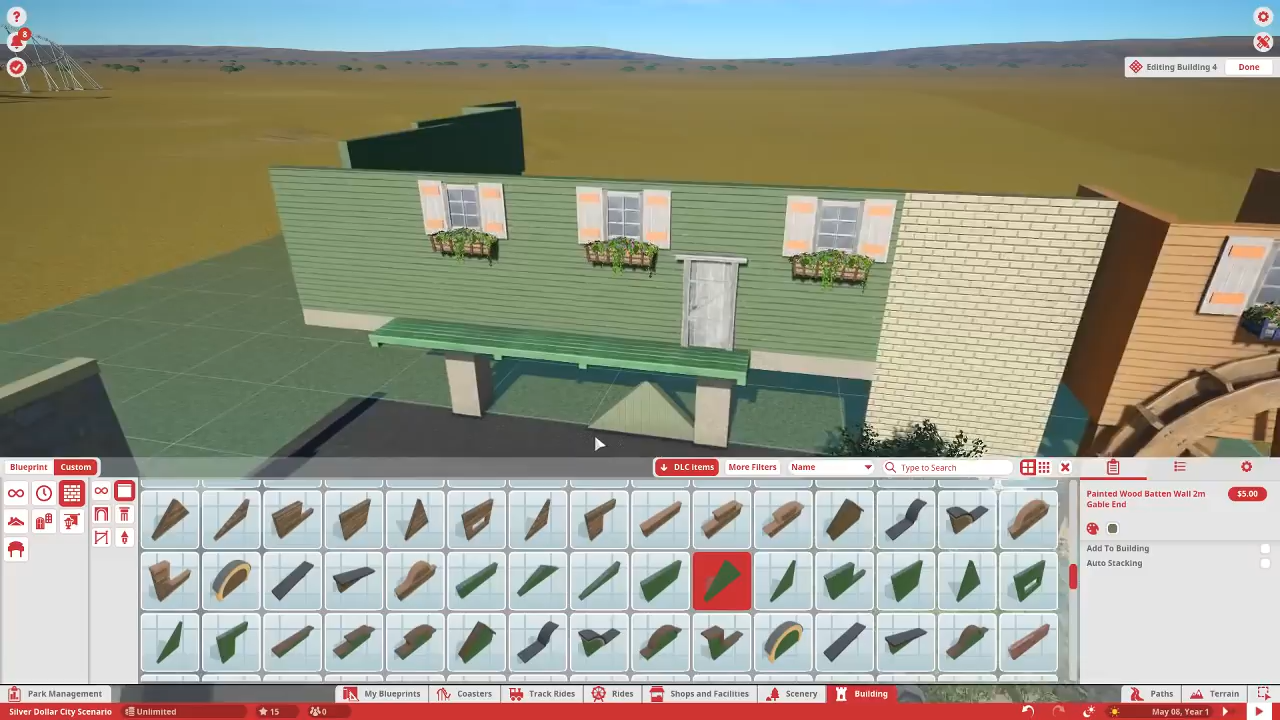 ?
8
Editing Building 4 Done
Blueprint Custom
DLC Items More Filters Name Type to Search
Painted Wood Batten Wall 2m Gable End $5.00
Add To Building
Auto Stacking
Park Management My Blueprints Coasters Track Rides Rides Shops and Facilities Scenery Building Paths Terrain
Silver Dollar City Scenario Unlimited 15 0 May 08, Year 1